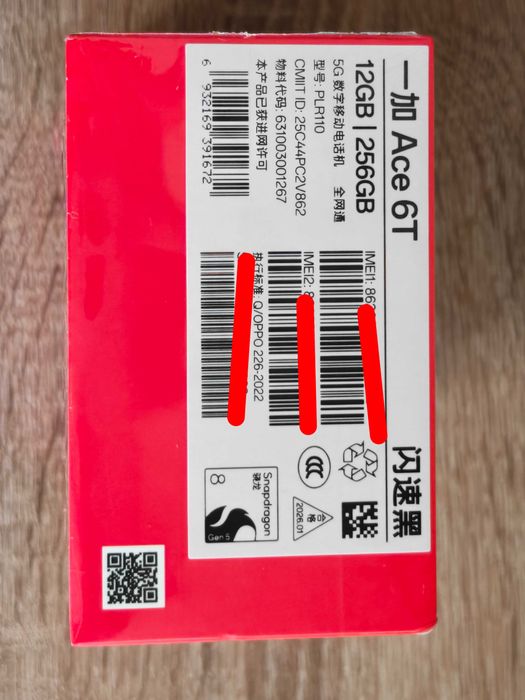 一加 Ace 6T
闪速黑
12GB | 256GB
5G 数字移动电话机 全网通
型号: PLR110
CMIIT ID: 25C44PC2V862
物料代码: 631003001267
本产品已获进网许可
6 932169 391672
IMEI1: 86
IMEI2: 8
执行标准: Q/OPPO 226-2022
CCC
合格
2026.01
Snapdragon
骁龙
8
Gen 5